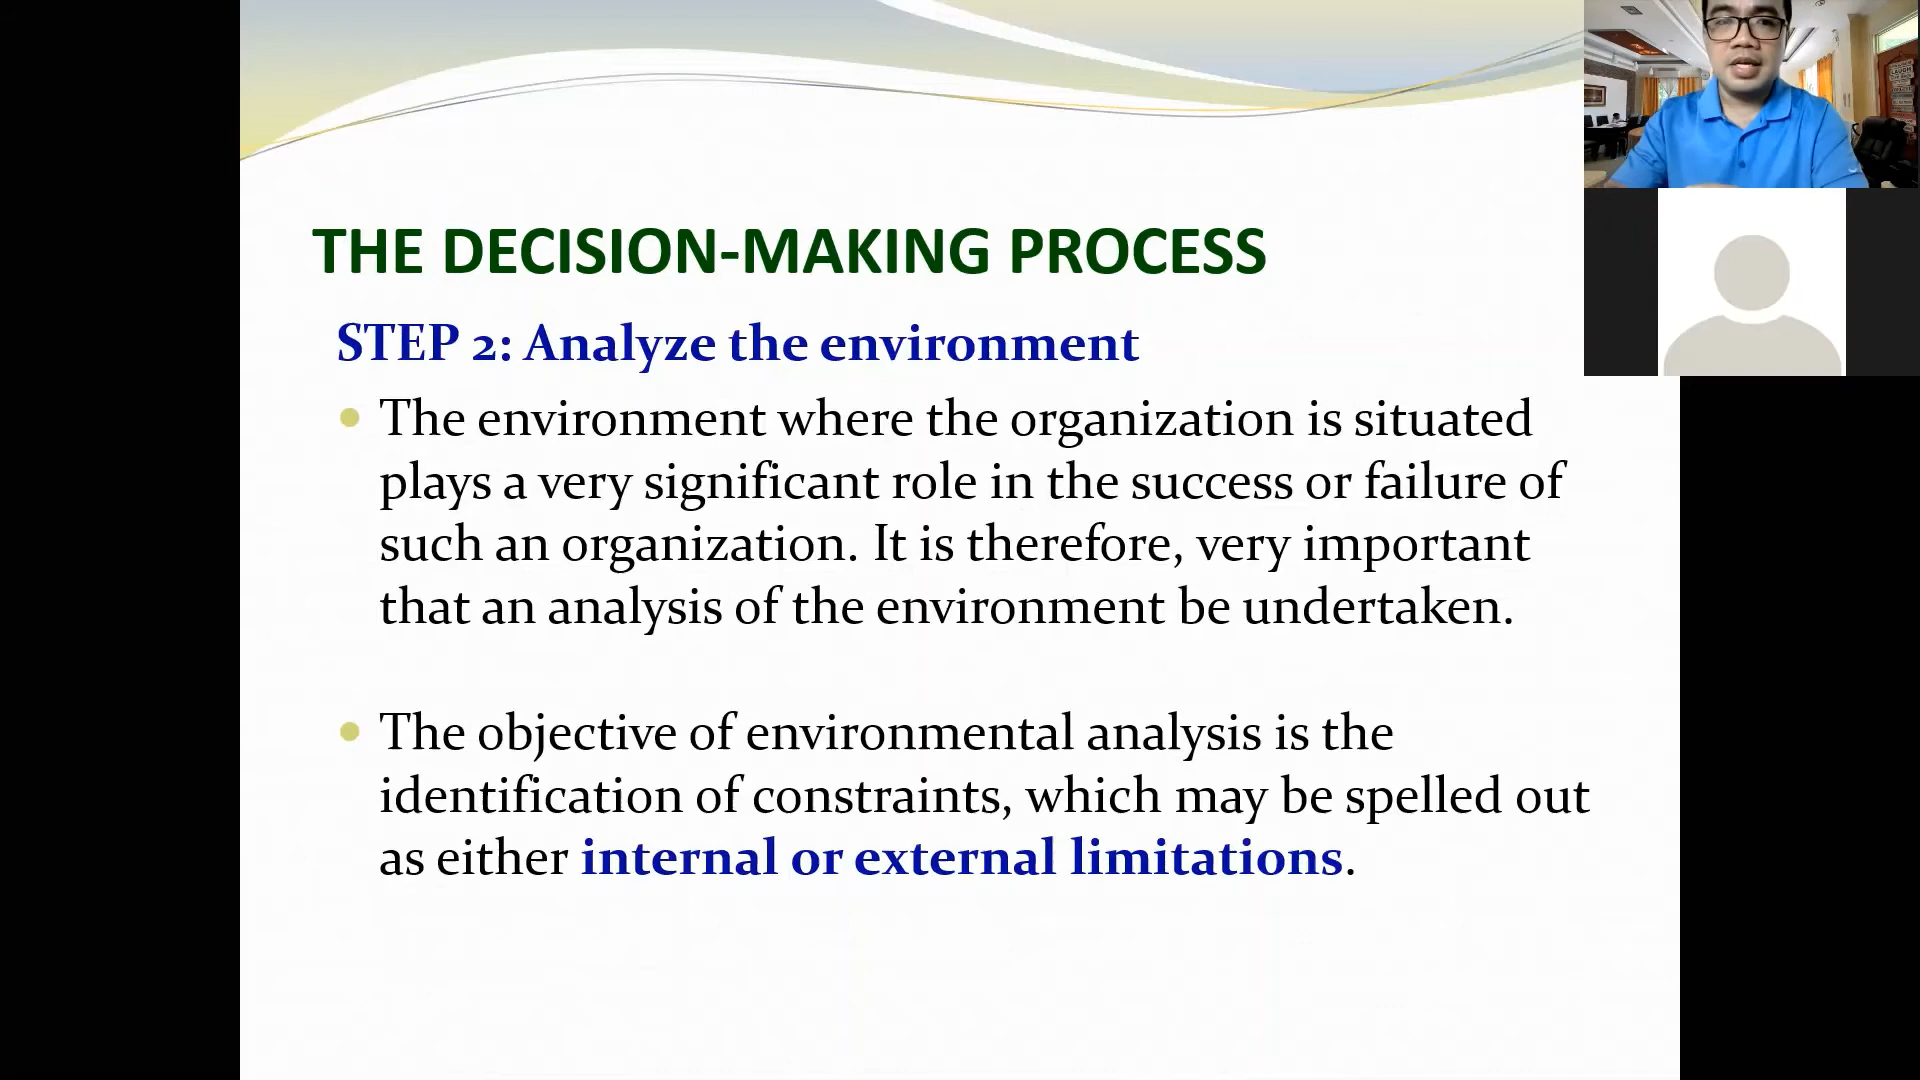 THE DECISION-MAKING PROCESS
STEP 2: Analyze the environment
The environment where the organization is situated
plays a very significant role in the success or failure of
such an organization. It is therefore, very important
that an analysis of the environment be undertaken.
The objective of environmental analysis is the
identification of constraints, which may be spelled out
as either internal or external limitations.